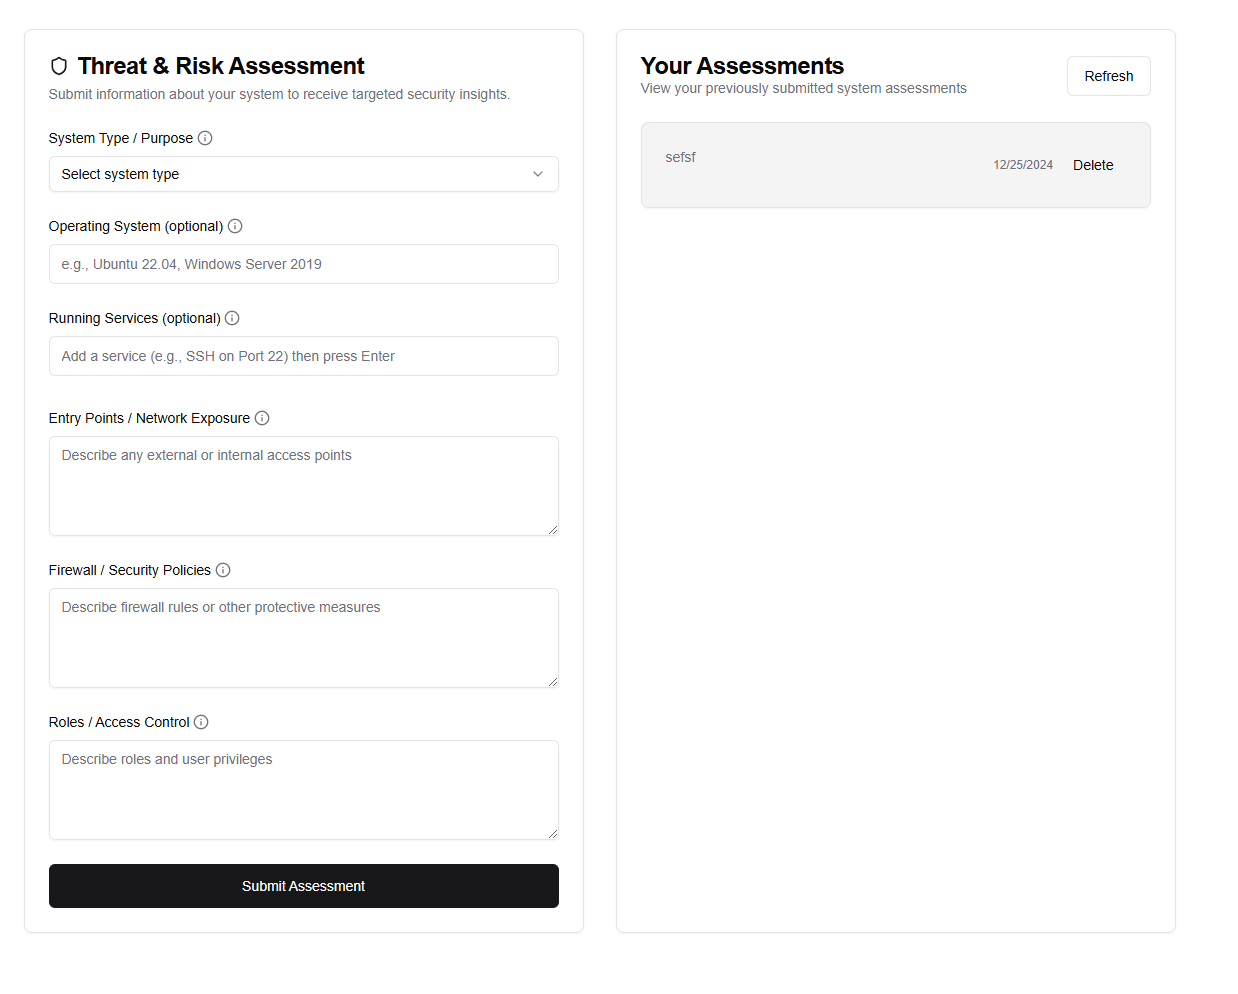 Threat & Risk Assessment
Submit information about your system to receive targeted security insights.
System Type / Purpose
Select system type
Operating System (optional)
e.g., Ubuntu 22.04, Windows Server 2019
Running Services (optional)
Add a service (e.g., SSH on Port 22) then press Enter
Entry Points / Network Exposure
Describe any external or internal access points
Firewall / Security Policies
Describe firewall rules or other protective measures
Roles / Access Control
Describe roles and user privileges
Submit Assessment
Your Assessments
View your previously submitted system assessments
Refresh
sefsf
12/25/2024 Delete